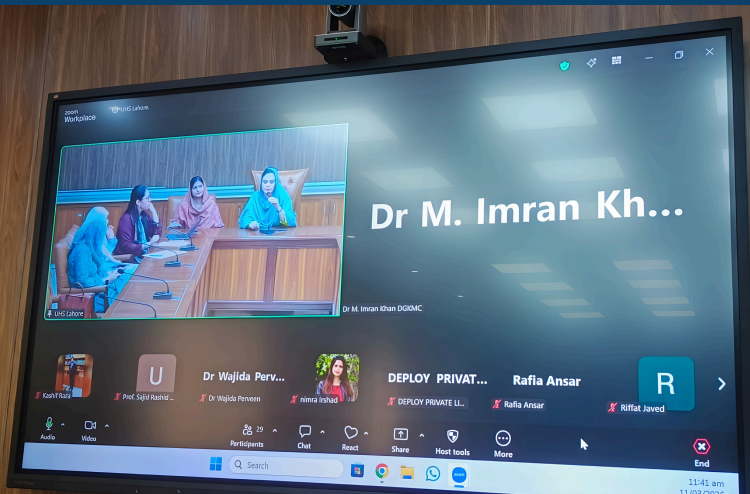 zoom
Workplace
UHS Lahore.
UHS Lahore
Dr M. Imran Kh...
Dr M. Imran Khan DGKMC
Kashif Raza
U
Prof. Sajid Rashid ...
Dr Wajida Perv...
Dr Wajida Perveen
nimra irshad
DEPLOY PRIVAT...
DEPLOY PRIVATE LI...
Rafia Ansar
Rafia Ansar
R
Riffat Javed
Audio
Video
29
Participants
Chat
React
Share
Host tools
More
End
Search
zoom
11:41 am
11/03/2026